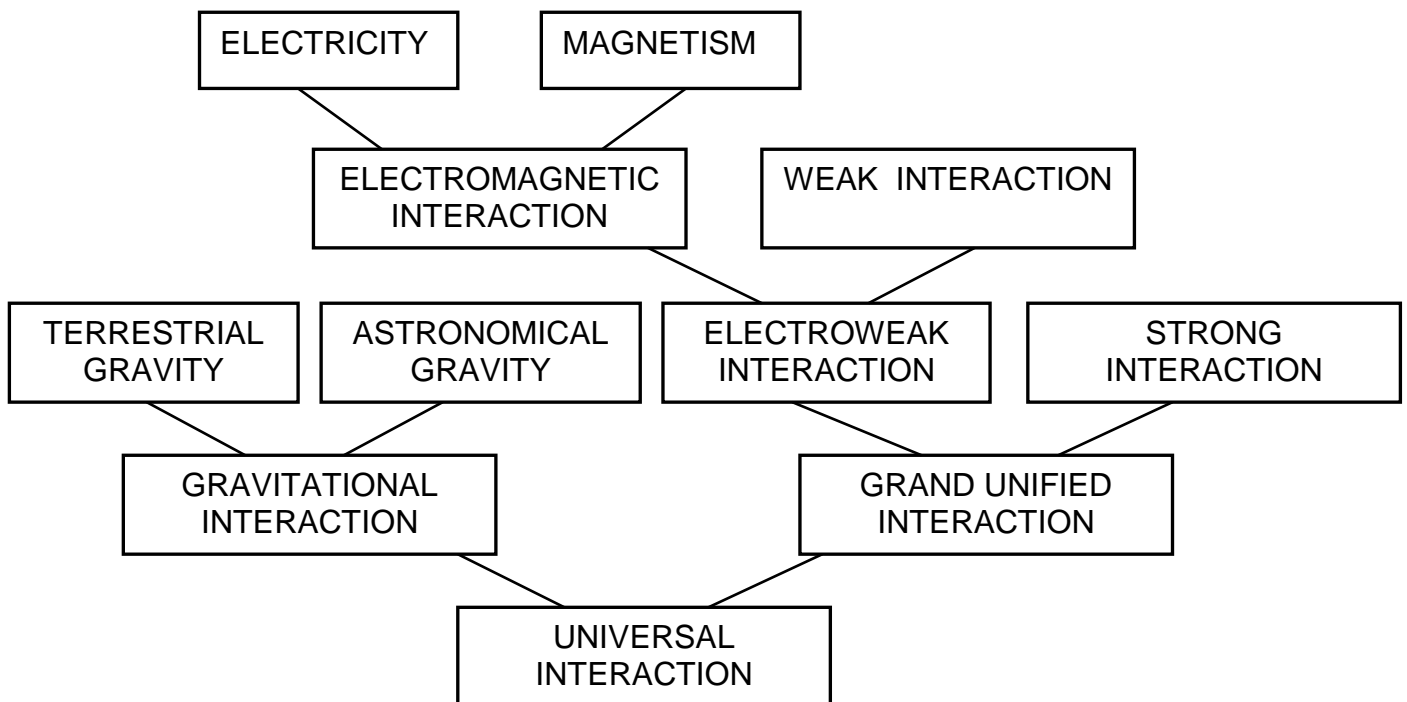 ELECTRICITY
MAGNETISM
ELECTROMAGNETIC
INTERACTION
WEAK INTERACTION
TERRESTRIAL
GRAVITY
ASTRONOMICAL
GRAVITY
ELECTROWEAK
INTERACTION
STRONG
INTERACTION
GRAVITATIONAL
INTERACTION
GRAND UNIFIED
INTERACTION
UNIVERSAL
INTERACTION